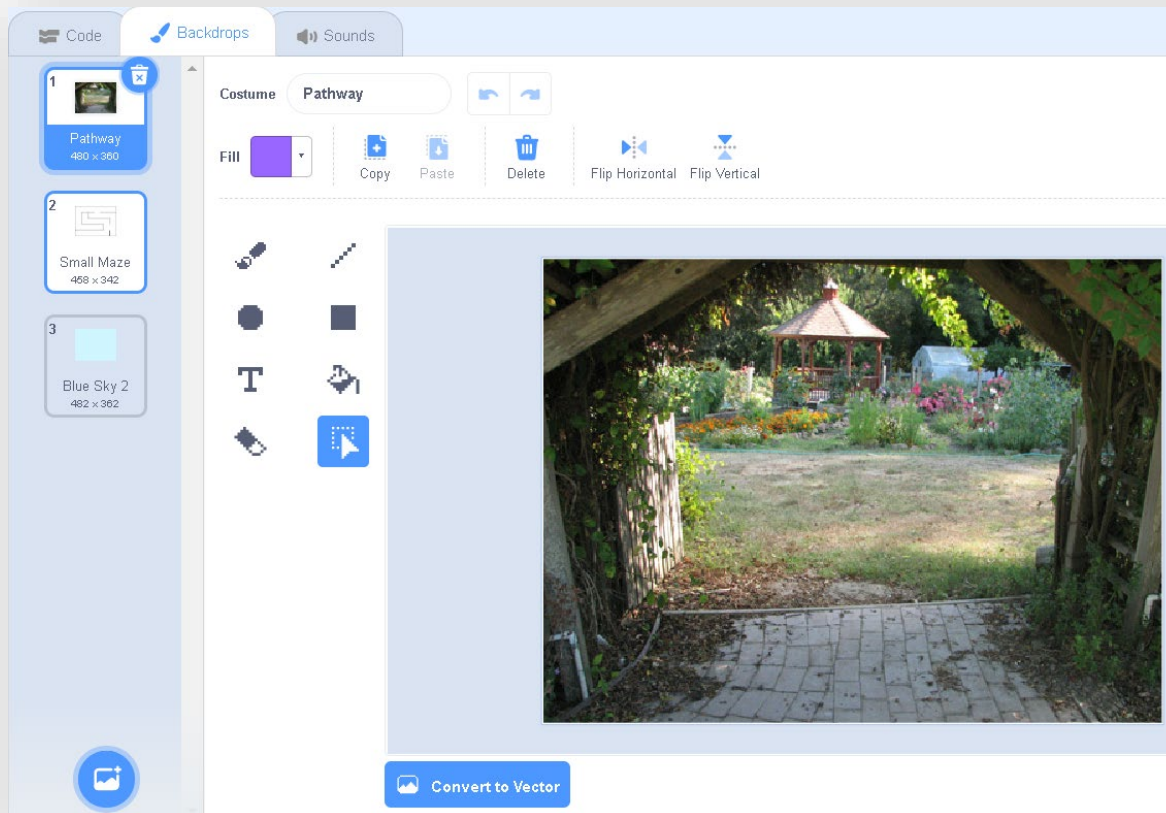 Code
Backdrops
Sounds
1
Pathway
480 × 360
2
Small Maze
458 × 342
3
Blue Sky 2
482 × 362
Costume
Pathway
Fill
Copy
Paste
Delete
Flip Horizontal
Flip Vertical
T
Convert to Vector